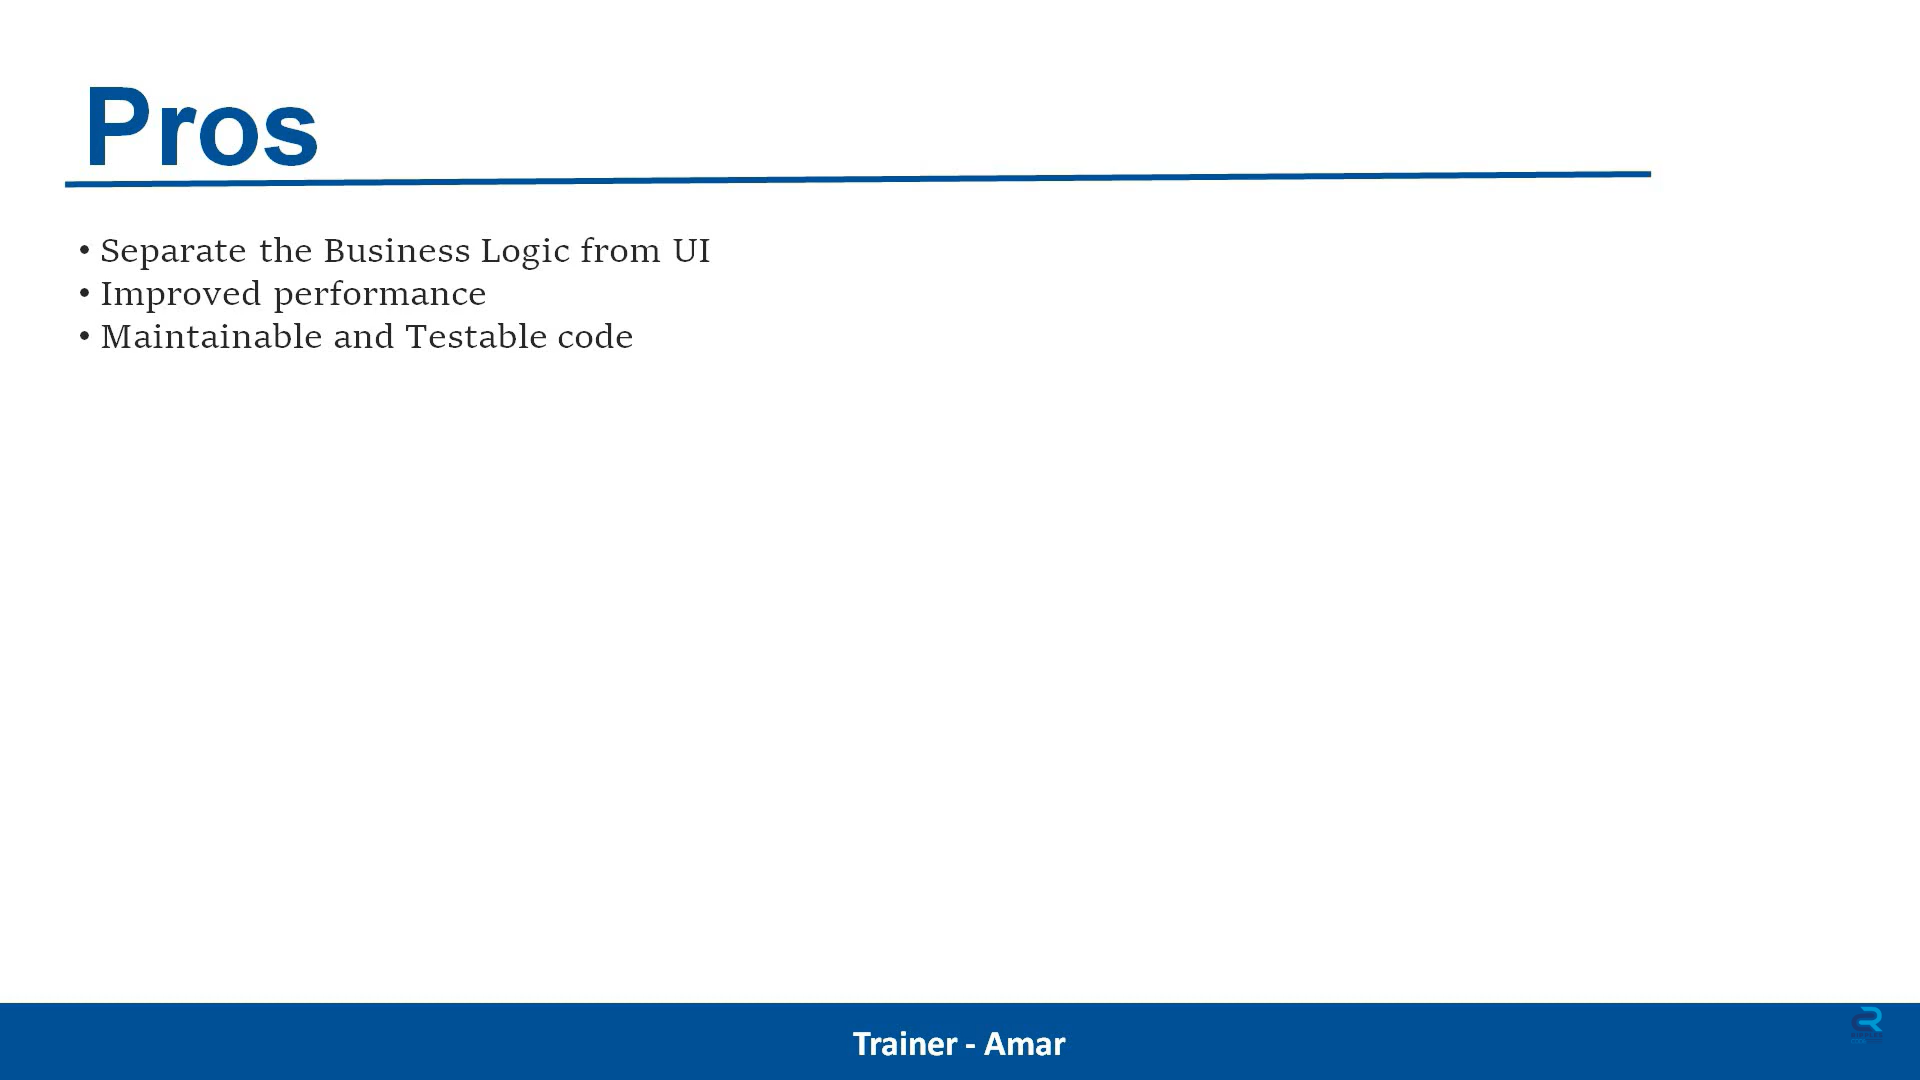 Pros
• Separate the Business Logic from UI
• Improved performance
• Maintainable and Testable code
Trainer - Amar